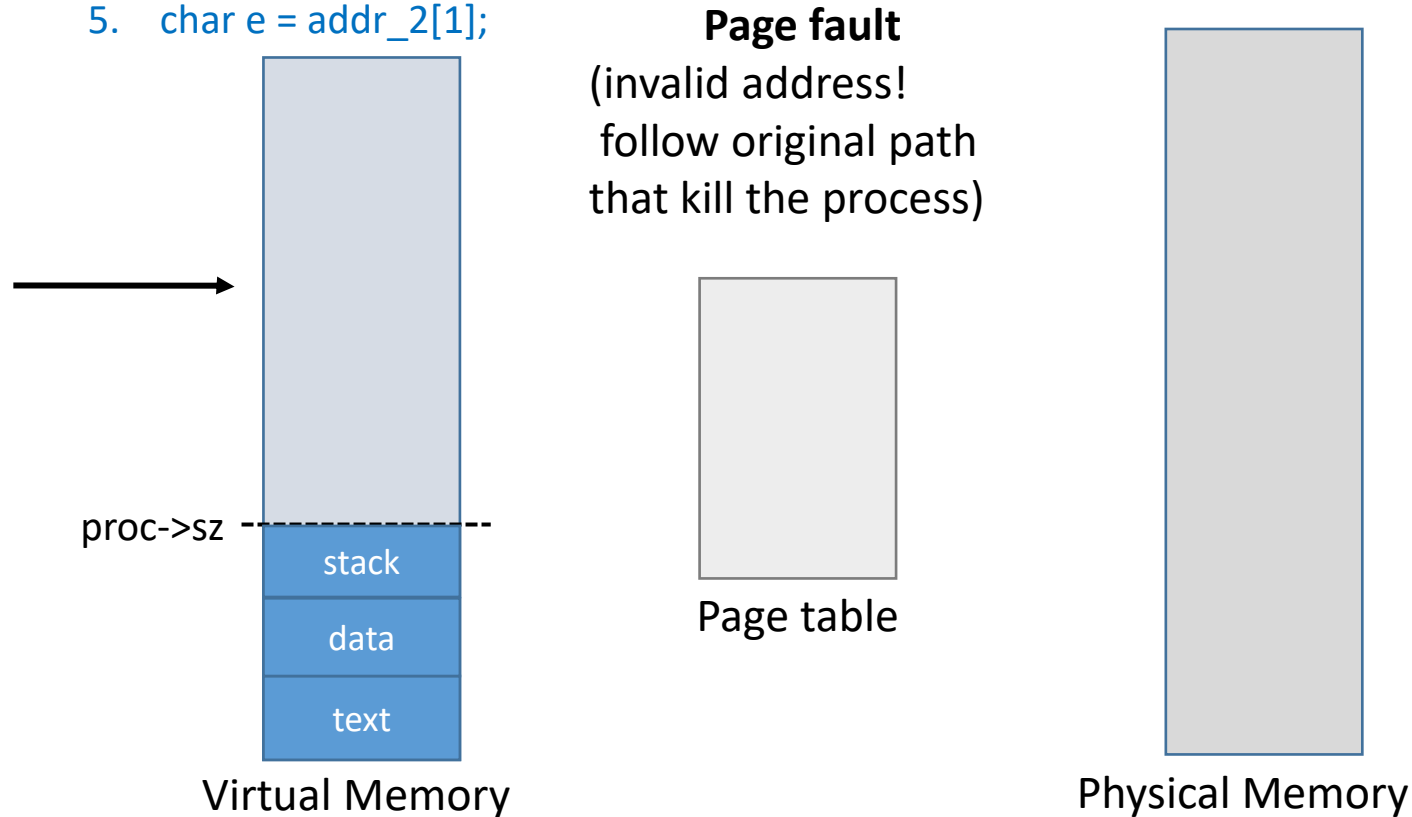 5. char e = addr_2[1];
Page fault
(invalid address!
follow original path
that kill the process)
proc->sz
stack
data
text
Page table
Virtual Memory
Physical Memory